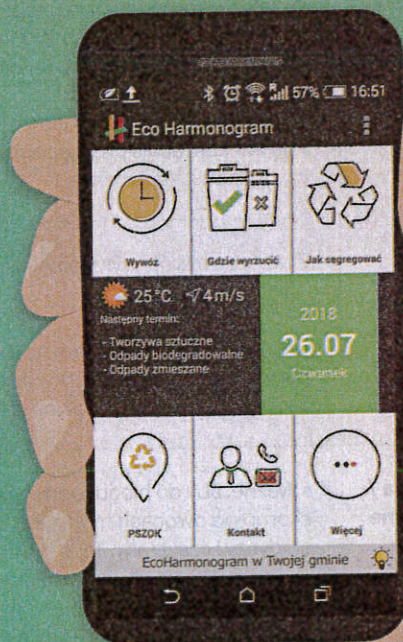 57% 16:51
Eco Harmonogram
Wywóz
Gdzie wyrzucić
Jak segregować
25°C 4m/s
Następny termin:
- Tworzywa sztuczne
- Odpady biodegradowalne
- Odpady zmieszane
2018
26.07
Czwartek
PSZOK
Kontakt
Więcej
EcoHarmonogram w Twojej gminie